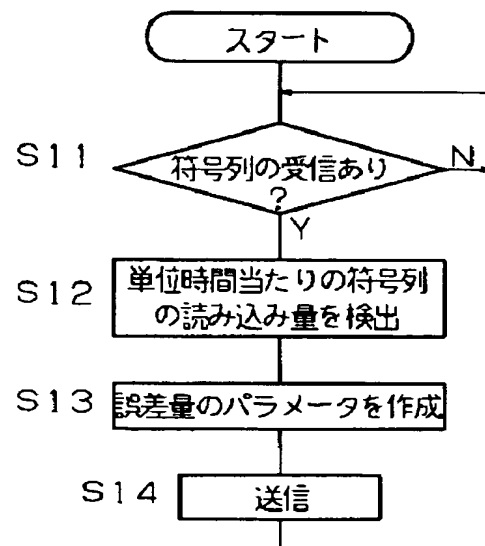 スタート
S11
符号列の受信あり
?
N
Y
S12
単位時間当たりの符号列
の読み込み量を検出
S13
誤差量のパラメータを作成
S14
送信